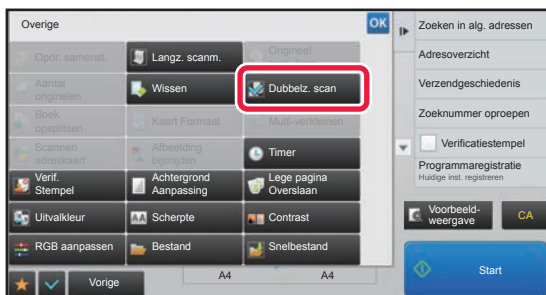 Overige
OK
Opdr. samenst.
Langz. scanm.
Origineel
Aantal
originelen
Wissen
Dubbelz. scan
Boek
opsplitsen
Kaart Formaat
Multi-verkleinen
Scannen
adreskaart
Afbeelding
bijsnijden
Timer
Verif.
Stempel
Achtergrond
Aanpassing
Lege pagina
Overslaan
Uitvalkleur
Scherpte
Contrast
RGB aanpassen
Bestand
Snelbestand
Vorige
A4
A4
Zoeken in alg. adressen
Adresoverzicht
Verzendgeschiedenis
Zoeknummer oproepen
Verificatiestempel
Programmaregistratie
Huidige inst. registreren
Voorbeeld-
weergave
CA
Start